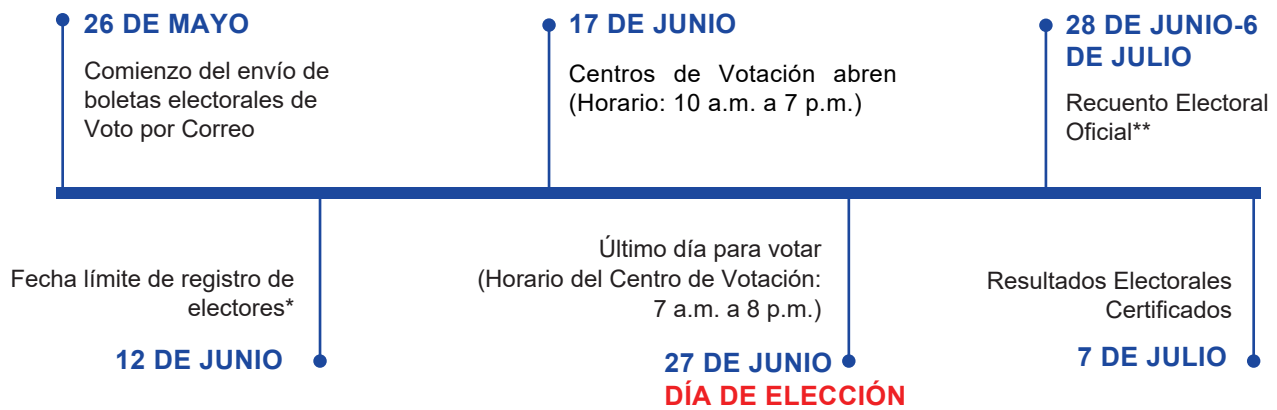 26 DE MAYO
Comienzo del envío de
boletas electorales de
Voto por Correo
17 DE JUNIO
Centros de Votación abren
(Horario: 10 a.m. a 7 p.m.)
28 DE JUNIO-6
DE JULIO
Recuento Electoral
Oficial**
Fecha límite de registro de
electores*
12 DE JUNIO
Último día para votar
(Horario del Centro de Votación:
7 a.m. a 8 p.m.)
27 DE JUNIO
DÍA DE ELECCIÓN
Resultados Electorales
Certificados
7 DE JULIO